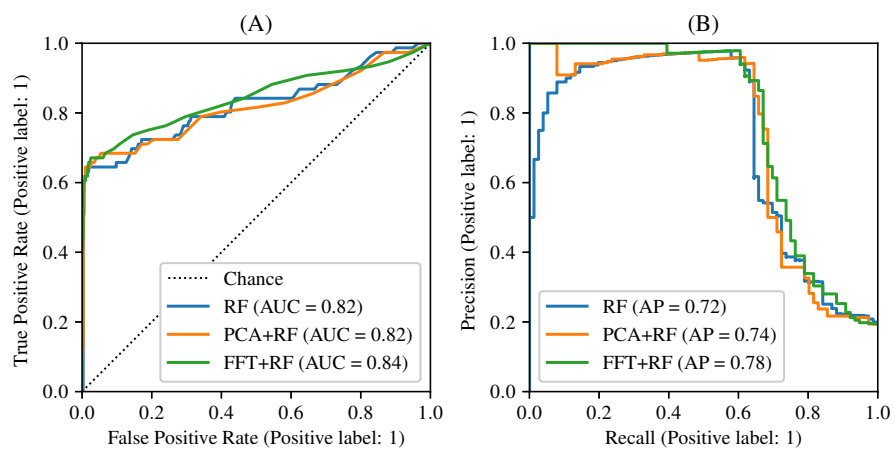 (A)
True Positive Rate (Positive label: 1)
1.0
0.8
0.6
0.4
0.2
0.0
Chance
RF (AUC = 0.82)
PCA+RF (AUC = 0.82)
FFT+RF (AUC = 0.84)
0.0 0.2 0.4 0.6 0.8 1.0
False Positive Rate (Positive label: 1)
(B)
Precision (Positive label: 1)
1.0
0.8
0.6
0.4
0.2
0.0
RF (AP = 0.72)
PCA+RF (AP = 0.74)
FFT+RF (AP = 0.78)
0.0 0.2 0.4 0.6 0.8 1.0
Recall (Positive label: 1)